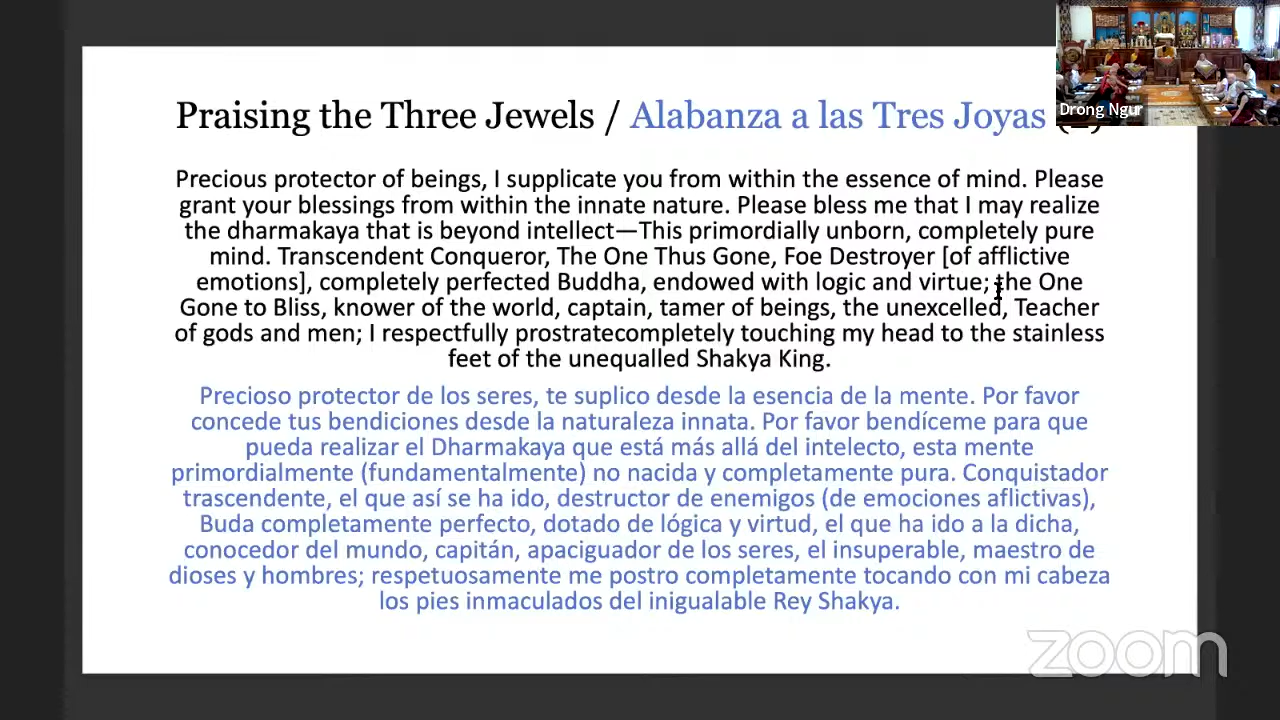 Praising the Three Jewels / Alabanza a las Tres Joyas
Drong Ngur
Precious protector of beings, I supplicate you from within the essence of mind. Please
grant your blessings from within the innate nature. Please bless me that I may realize
the dharmakaya that is beyond intellect—This primordially unborn, completely pure
mind. Transcendent Conqueror, The One Thus Gone, Foe Destroyer [of afflictive
emotions], completely perfected Buddha, endowed with logic and virtue; the One
Gone to Bliss, knower of the world, captain, tamer of beings, the unexcelled, Teacher
of gods and men; I respectfully prostratecompletely touching my head to the stainless
feet of the unequalled Shakya King.
Precioso protector de los seres, te suplico desde la esencia de la mente. Por favor
concede tus bendiciones desde la naturaleza innata. Por favor bendíceme para que
pueda realizar el Dharmakaya que está más allá del intelecto, esta mente
primordialmente (fundamentalmente) no nacida y completamente pura. Conquistador
trascendente, el que así se ha ido, destructor de enemigos (de emociones aflictivas),
Buda completamente perfecto, dotado de lógica y virtud, el que ha ido a la dicha,
conocedor del mundo, capitán, apaciguador de los seres, el insuperable, maestro de
dioses y hombres; respetuosamente me postro completamente tocando con mi cabeza
los pies inmaculados del inigualable Rey Shakya.
zoom